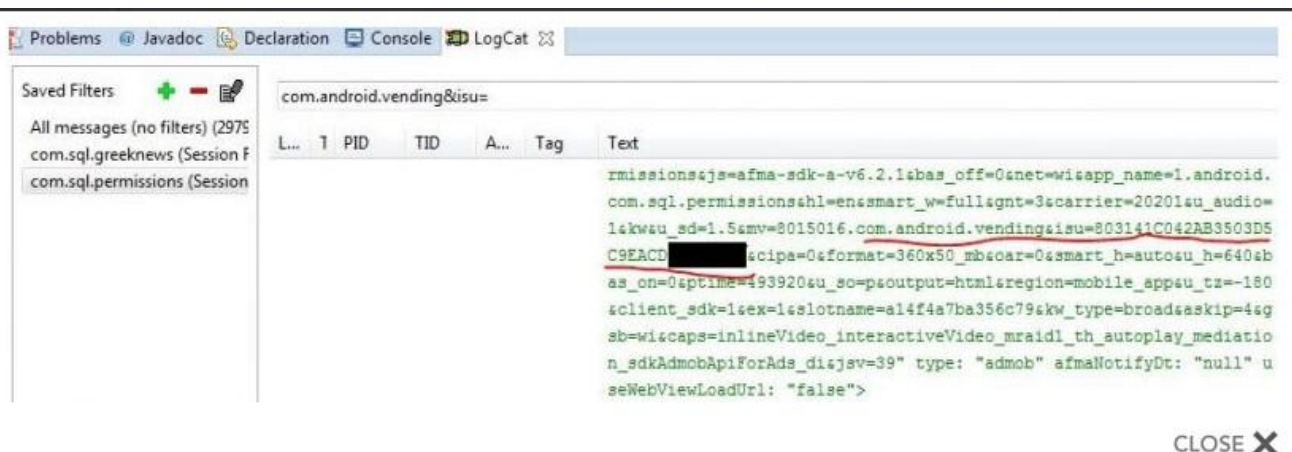 Problems @ Javadoc Declaration Console LogCat
Saved Filters
com.android.vending&isu=
All messages (no filters) (2979
com.sql.greeknews (Session F
com.sql.permissions (Session
L... T PID TID A... Tag Text
rmissions&js=afma-sdk-a-v6.2.1&bas_off=0&net=wi&app_name=1.android.
com.sql.permissions&hl=en&smart_w=full&gnt=3&carrier=20201&u_audio=
1&kw&u_sd=1.5&mv=8015016.com.android.vending&isu=803141C042AB3503D5
C9EACD &cipa=0&format=360x50_mb&oar=0&smart_h=auto&u_h=640&b
as_on=0&ptime=493920&u_so=p&output=html&region=mobile_app&u_tz=-180
&client_sdk=1&ex=1&slotname=a14f4a7ba356c79&kw_type=broad&askip=4&g
sb=wi&caps=inlineVideo_interactiveVideo_mraid1_th_autoplay_mediatio
n_sdkAdmobApiForAds_di&jsv=39" type: "admob" afmaNotifyDt: "null" u
seWebViewLoadUrl: "false">
CLOSE X